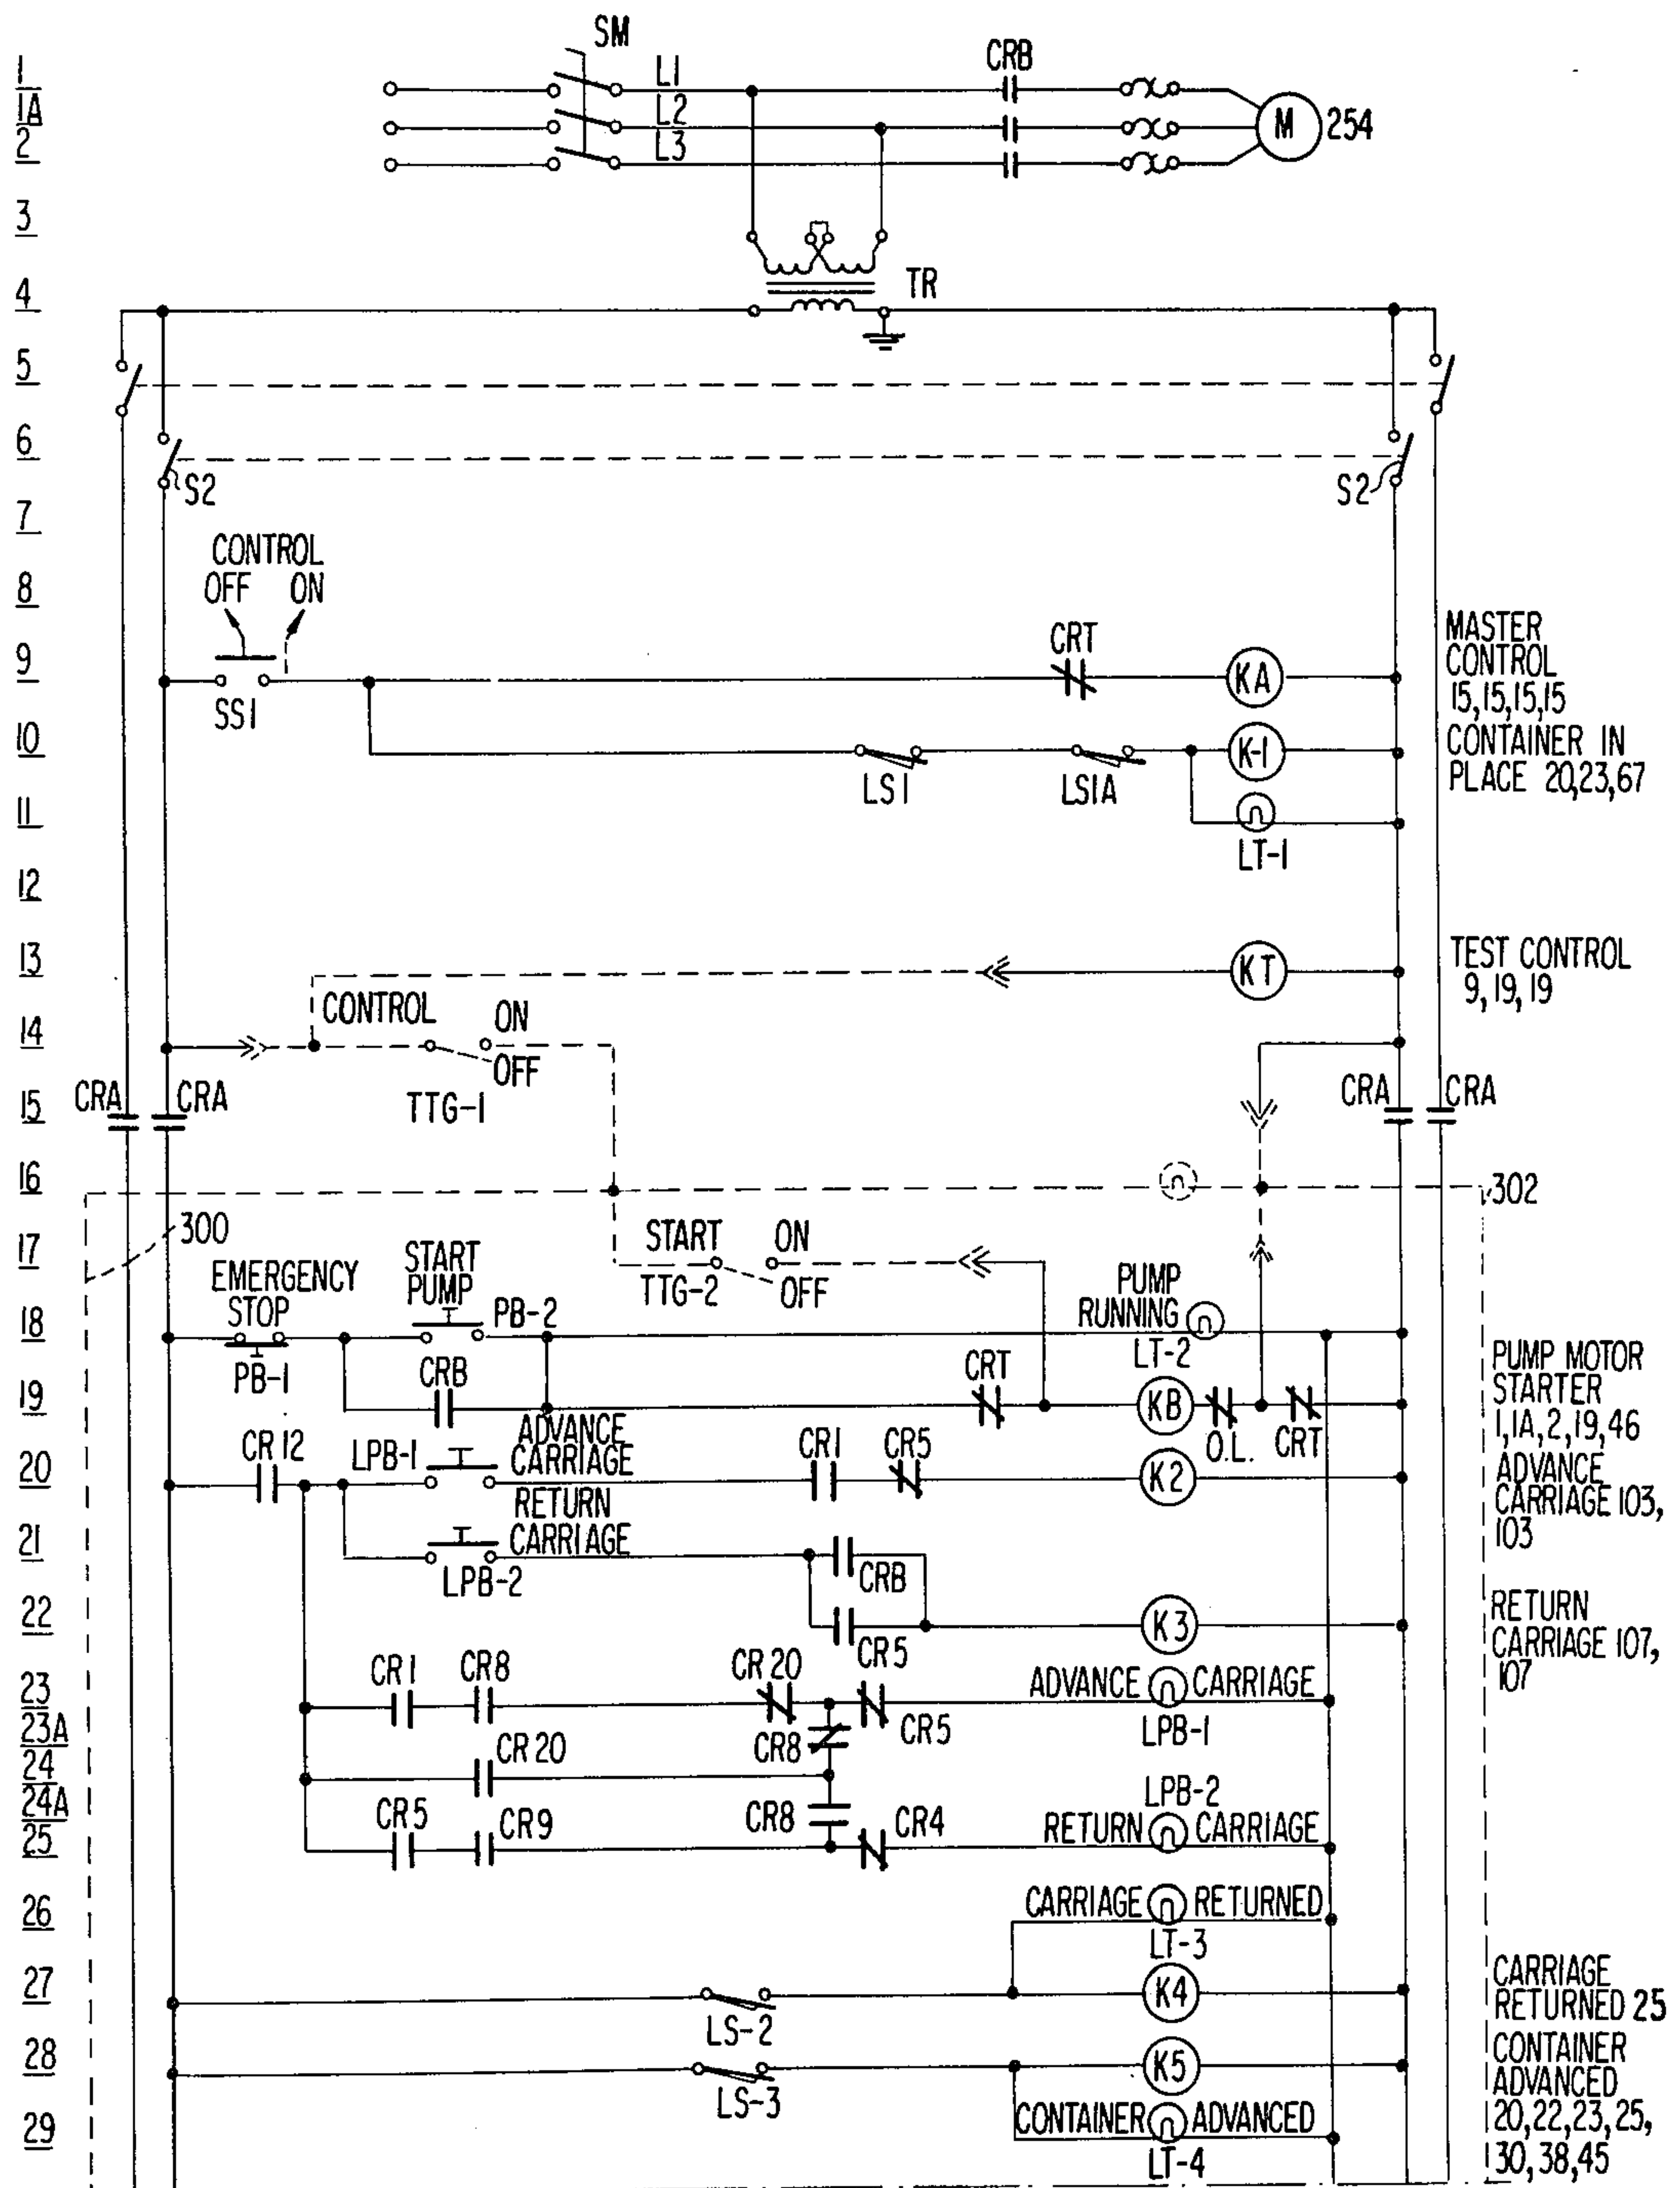 SM
1
L1
CRB
1A
L2
2
L3
M
254
3
4
TR
5
6
S2
S2
7
CONTROL
8
OFF ON
9
SS1
CRT
KA
MASTER
CONTROL
15,15,15,15
10
LS1
LS1A
K-1
CONTAINER IN
PLACE 20,23,67
11
LT-1
12
13
KT
TEST CONTROL
9,19,19
14
CONTROL
ON
OFF
TTG-1
15
CRA
CRA
CRA
CRA
16
302
300
17
START
ON
OFF
TTG-2
18
EMERGENCY
STOP
PB-1
START
PUMP
PB-2
PUMP
RUNNING
LT-2
19
CRB
CRT
KB
O.L.
CRT
PUMP MOTOR
STARTER
1,1A,2,19,46
20
CR12
LPB-1
ADVANCE
CARRIAGE
CR1
CR5
K2
ADVANCE
CARRIAGE 103,
103
21
RETURN
CARRIAGE
LPB-2
CRB
22
CR5
K3
RETURN
CARRIAGE 107,
107
23
CR1
CR8
CR20
CR5
ADVANCE CARRIAGE
LPB-1
23A
CR8
24
CR20
24A
CR8
LPB-2
25
CR5
CR9
CR4
RETURN CARRIAGE
26
CARRIAGE RETURNED
LT-3
27
LS-2
K4
CARRIAGE
RETURNED 25
28
LS-3
K5
CONTAINER
ADVANCED
20,22,23,25,
30,38,45
29
CONTAINER ADVANCED
LT-4